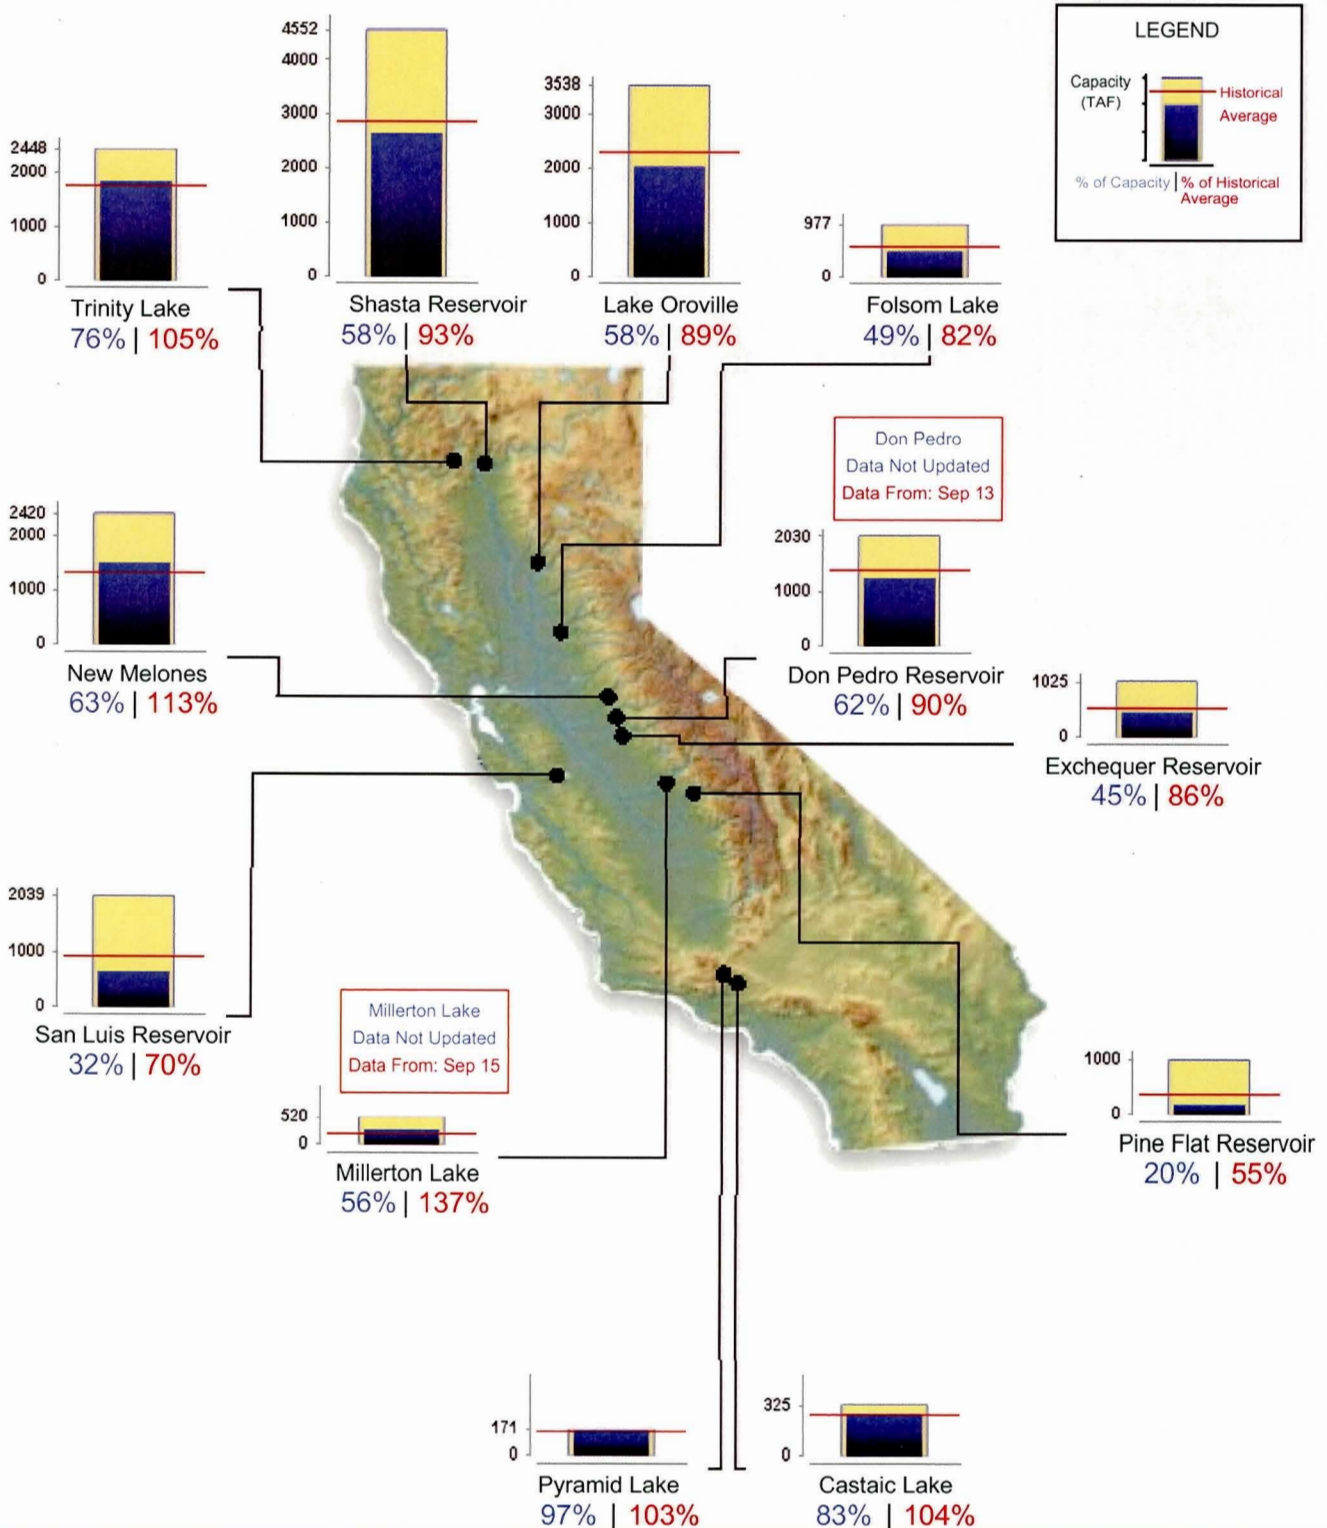 LEGEND
Capacity
(TAF)
Historical
Average
% of Capacity | % of Historical
Average
4552
4000
3000
2000
1000
0
Shasta Reservoir
58% | 93%
3538
3000
2000
1000
0
Lake Oroville
58% | 89%
2448
2000
1000
0
Trinity Lake
76% | 105%
977
0
Folsom Lake
49% | 82%
Don Pedro
Data Not Updated
Data From: Sep 13
2030
1000
0
Don Pedro Reservoir
62% | 90%
2420
2000
1000
0
New Melones
63% | 113%
1025
0
Exchequer Reservoir
45% | 86%
2039
1000
0
San Luis Reservoir
32% | 70%
Millerton Lake
Data Not Updated
Data From: Sep 15
520
0
Millerton Lake
56% | 137%
1000
0
Pine Flat Reservoir
20% | 55%
171
0
Pyramid Lake
97% | 103%
325
0
Castaic Lake
83% | 104%